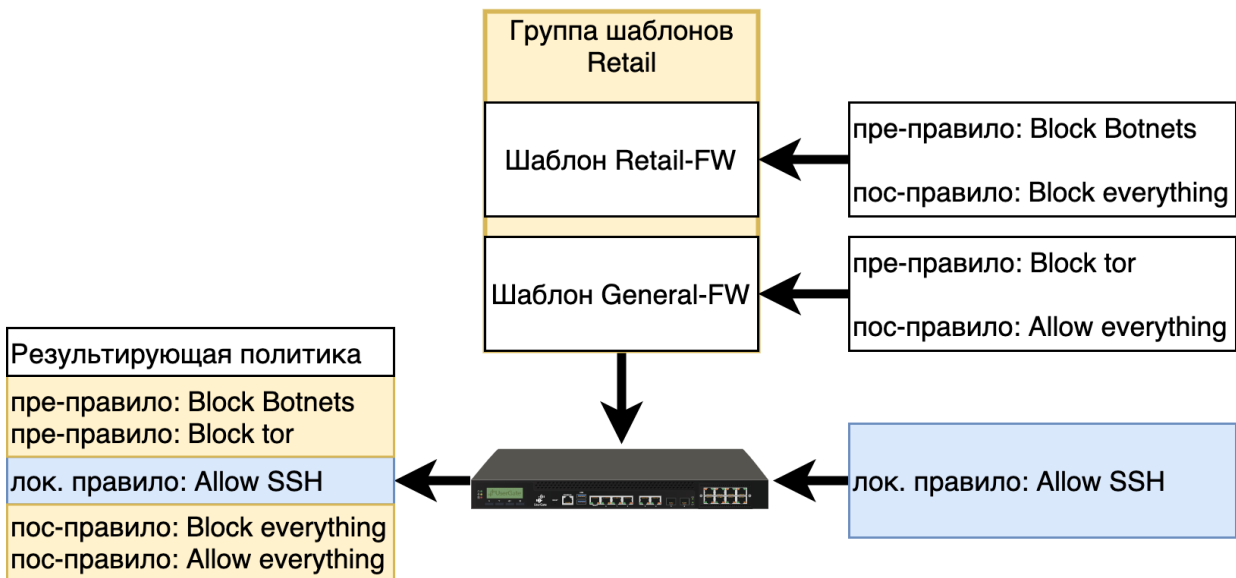 Группа шаблонов
Retail
Шаблон Retail-FW
пре-правило: Block Botnets
пос-правило: Block everything
Шаблон General-FW
пре-правило: Block tor
пос-правило: Allow everything
Результирующая политика
пре-правило: Block Botnets
пре-правило: Block tor
лок. правило: Allow SSH
пос-правило: Block everything
пос-правило: Allow everything
лок. правило: Allow SSH